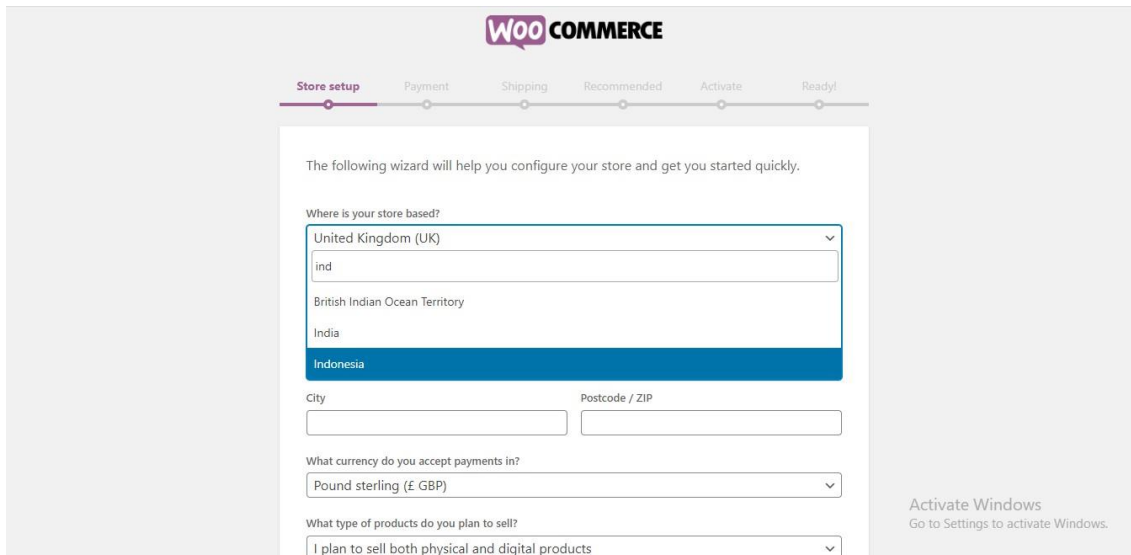 WOO COMMERCE
Store setup Payment Shipping Recommended Activate Ready!
The following wizard will help you configure your store and get you started quickly.
Where is your store based?
United Kingdom (UK)
ind
British Indian Ocean Territory
India
Indonesia
City Postcode / ZIP
What currency do you accept payments in?
Pound sterling (£ GBP)
What type of products do you plan to sell?
I plan to sell both physical and digital products
Activate Windows
Go to Settings to activate Windows.